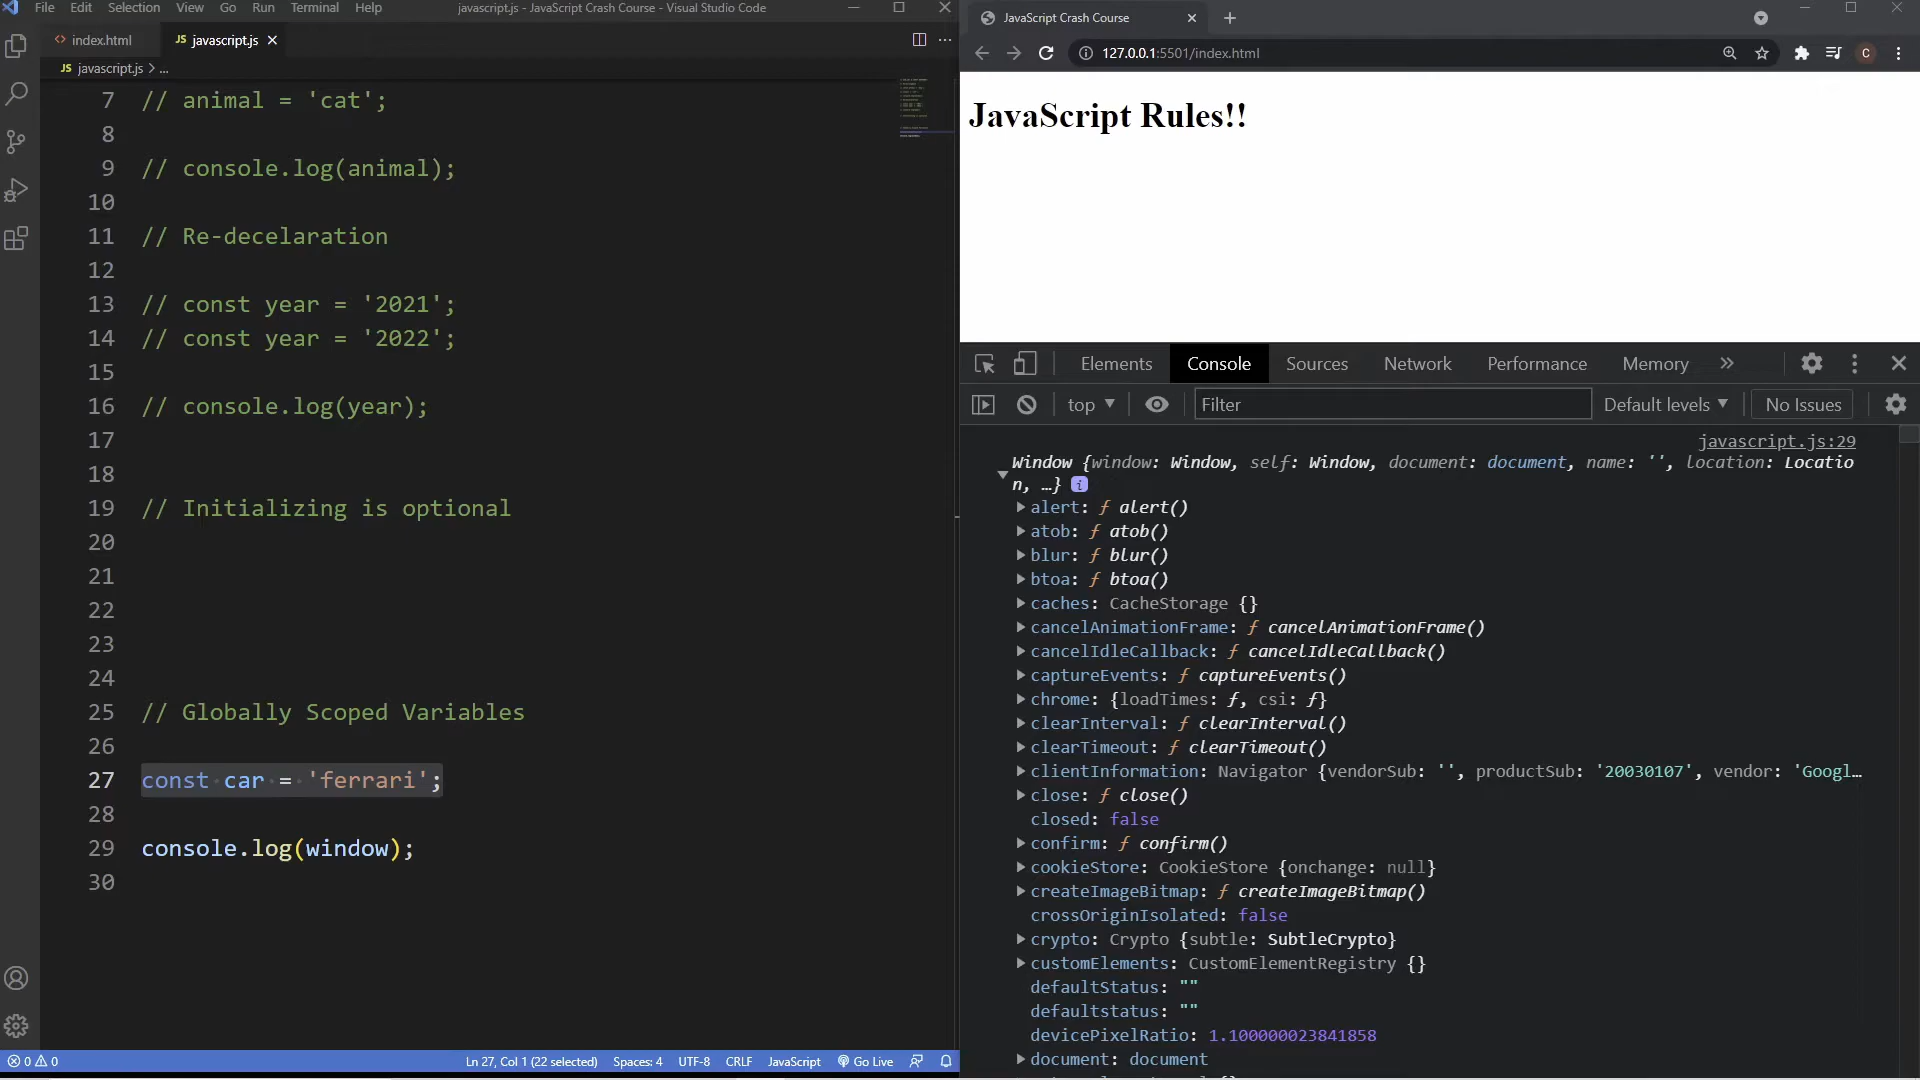 File Edit Selection View Go Run Terminal Help
javascript.js - JavaScript Crash Course - Visual Studio Code
index.html
JS javascript.js
JS javascript.js > ...
7 // animal = 'cat';
8
9 // console.log(animal);
10
11 // Re-decelaration
12
13 // const year = '2021';
14 // const year = '2022';
15
16 // console.log(year);
17
18
19 // Initializing is optional
20
21
22
23
24
25 // Globally Scoped Variables
26
27 const car = 'ferrari';
28
29 console.log(window);
30
0 0
Ln 27, Col 1 (22 selected) Spaces: 4 UTF-8 CRLF JavaScript Go Live
JavaScript Crash Course
127.0.0.1:5501/index.html
C
JavaScript Rules!!
Elements Console Sources Network Performance Memory
top Filter Default levels No Issues
javascript.js:29
Window {window: Window, self: Window, document: document, name: '', location: Locatio
n, …} i
alert: ƒ alert()
atob: ƒ atob()
blur: ƒ blur()
btoa: ƒ btoa()
caches: CacheStorage {}
cancelAnimationFrame: ƒ cancelAnimationFrame()
cancelIdleCallback: ƒ cancelIdleCallback()
captureEvents: ƒ captureEvents()
chrome: {loadTimes: ƒ, csi: ƒ}
clearInterval: ƒ clearInterval()
clearTimeout: ƒ clearTimeout()
clientInformation: Navigator {vendorSub: '', productSub: '20030107', vendor: 'Googl…
close: ƒ close()
closed: false
confirm: ƒ confirm()
cookieStore: CookieStore {onchange: null}
createImageBitmap: ƒ createImageBitmap()
crossOriginIsolated: false
crypto: Crypto {subtle: SubtleCrypto}
customElements: CustomElementRegistry {}
defaultStatus: ""
defaultstatus: ""
devicePixelRatio: 1.100000023841858
document: document